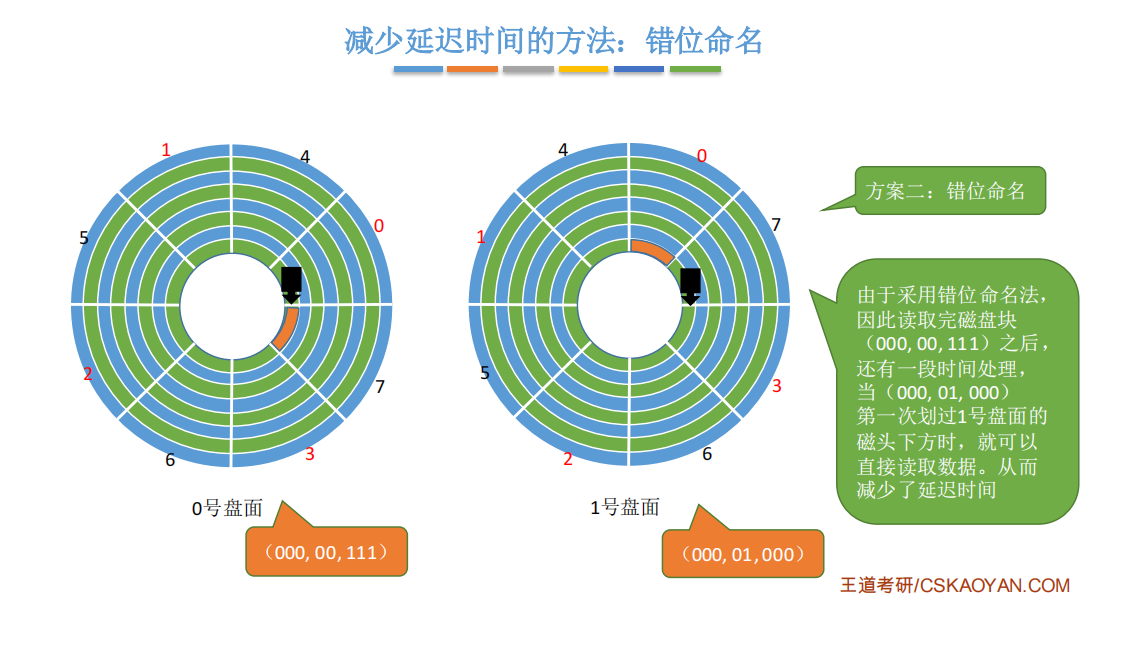 减少延迟时间的方法：错位命名
1
4
5
0
2
7
6
3
0号盘面
（000,00,111）
4
0
1
7
5
3
2
6
1号盘面
（000,01,000）
方案二：错位命名
由于采用错位命名法，
因此读取完磁盘块
（000,00,111）之后，
还有一段时间处理，
当（000,01,000）
第一次划过1号盘面的
磁头下方时，就可以
直接读取数据。从而
减少了延迟时间
王道考研/CSKAOYAN.COM